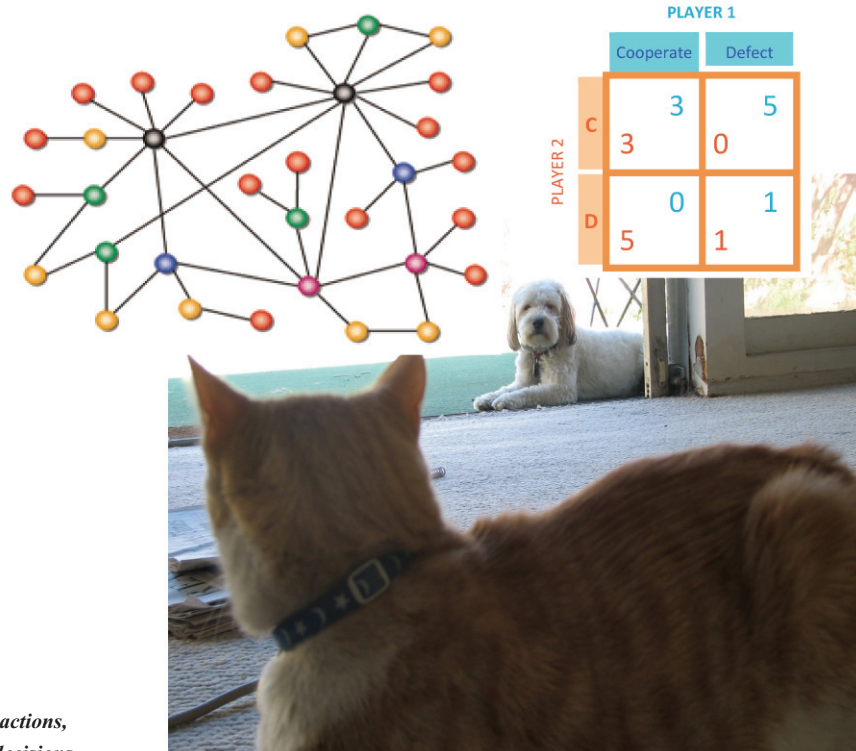 PLAYER 1
Cooperate Defect
PLAYER 2
C
3 5
3 0
D
0 1
5 1
actions,